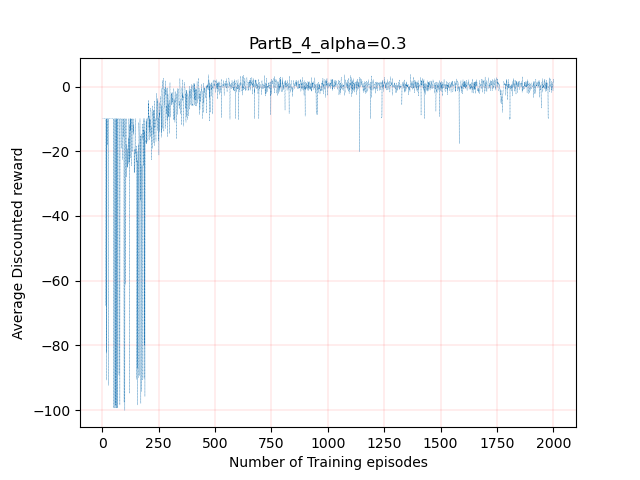 PartB_4_alpha=0.3
Average Discounted reward
0
−20
−40
−60
−80
−100
0 250 500 750 1000 1250 1500 1750 2000
Number of Training episodes